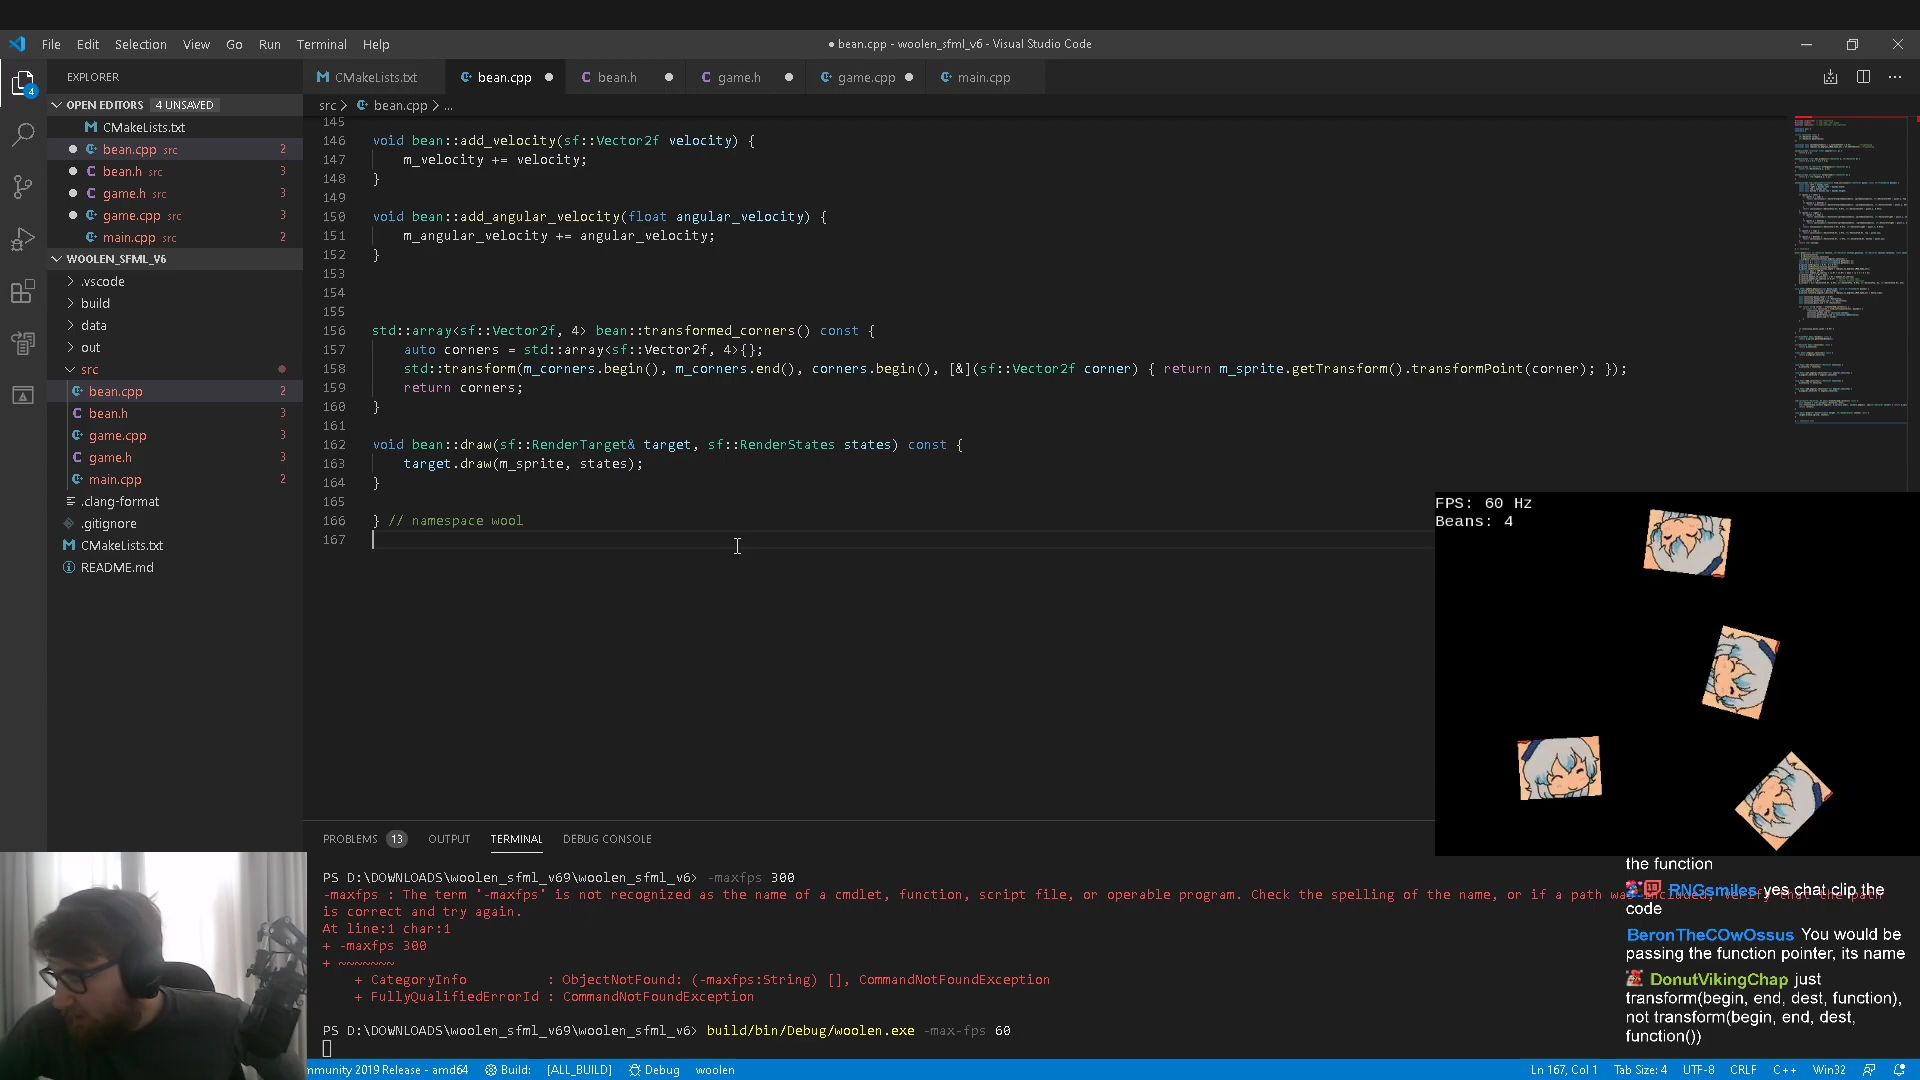 File Edit Selection View Go Run Terminal Help
● bean.cpp - woolen_sfml_v6 - Visual Studio Code
EXPLORER
CMakeLists.txt bean.cpp bean.h game.h game.cpp main.cpp
OPEN EDITORS 4 UNSAVED
CMakeLists.txt
bean.cpp src 2
bean.h src 3
game.h src 3
game.cpp src 3
main.cpp src 2
4
WOOLEN_SFML_V6
.vscode
build
data
out
src
bean.cpp 2
bean.h 3
game.cpp 3
game.h 3
main.cpp 2
.clang-format
.gitignore
CMakeLists.txt
README.md
src > bean.cpp > ...
145
146 void bean::add_velocity(sf::Vector2f velocity) {
147 m_velocity += velocity;
148 }
149
150 void bean::add_angular_velocity(float angular_velocity) {
151 m_angular_velocity += angular_velocity;
152 }
153
154
155
156 std::array<sf::Vector2f, 4> bean::transformed_corners() const {
157 auto corners = std::array<sf::Vector2f, 4>{};
158 std::transform(m_corners.begin(), m_corners.end(), corners.begin(), [&](sf::Vector2f corner) { return m_sprite.getTransform().transformPoint(corner); });
159 return corners;
160 }
161
162 void bean::draw(sf::RenderTarget& target, sf::RenderStates states) const {
163 target.draw(m_sprite, states);
164 }
165
166 } // namespace wool
167
FPS: 60 Hz
Beans: 4
PROBLEMS 13 OUTPUT TERMINAL DEBUG CONSOLE
PS D:\DOWNLOADS\woolen_sfml_v69\woolen_sfml_v6> -maxfps 300
-maxfps : The term '-maxfps' is not recognized as the name of a cmdlet, function, script file, or operable program. Check the spelling of the name, or if a path was included, verify that the path
is correct and try again.
At line:1 char:1
+ -maxfps 300
+ ~~~~~~~
+ CategoryInfo : ObjectNotFound: (-maxfps:String) [], CommandNotFoundException
+ FullyQualifiedErrorId : CommandNotFoundException
PS D:\DOWNLOADS\woolen_sfml_v69\woolen_sfml_v6> build/bin/Debug/woolen.exe -max-fps 60
the function
RNGsmiles yes chat clip the
code
BeronTheCOwOssus You would be
passing the function pointer, its name
DonutVikingChap just
transform(begin, end, dest, function),
not transform(begin, end, dest,
function())
mmunity 2019 Release - amd64 Build: [ALL_BUILD] Debug woolen
Ln 167, Col 1 Tab Size: 4 UTF-8 CRLF C++ Win32